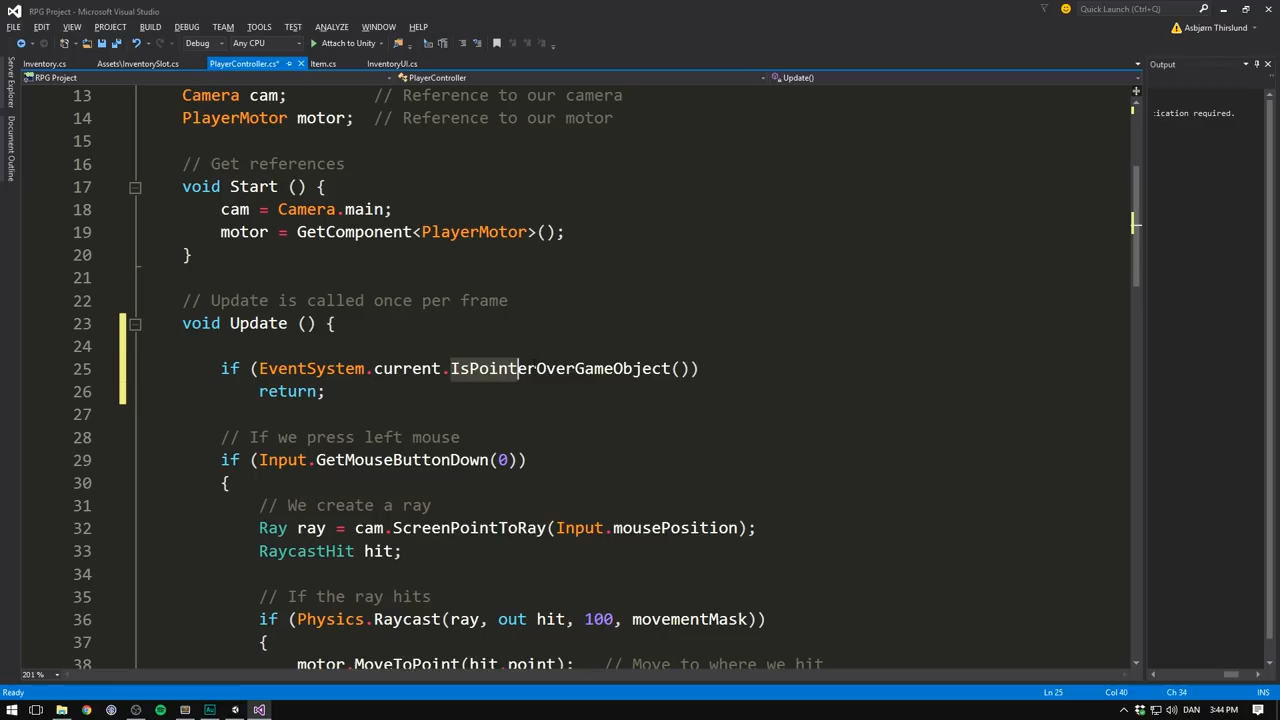 RPG Project - Microsoft Visual Studio
Quick Launch (Ctrl+Q)
FILE EDIT VIEW PROJECT BUILD DEBUG TEAM TOOLS TEST ANALYZE WINDOW HELP
Asbjørn Thirslund
Debug Any CPU Attach to Unity
Inventory.cs Assets\InventorySlot.cs PlayerController.cs* Item.cs InventoryUI.cs
Output
RPG Project PlayerController Update()
Server Explorer
Document Outline
:ication required.
13 Camera cam; // Reference to our camera
14 PlayerMotor motor; // Reference to our motor
15
16 // Get references
17 void Start () {
18 cam = Camera.main;
19 motor = GetComponent<PlayerMotor>();
20 }
21
22 // Update is called once per frame
23 void Update () {
24
25 if (EventSystem.current.IsPointerOverGameObject())
26 return;
27
28 // If we press left mouse
29 if (Input.GetMouseButtonDown(0))
30 {
31 // We create a ray
32 Ray ray = cam.ScreenPointToRay(Input.mousePosition);
33 RaycastHit hit;
34
35 // If the ray hits
36 if (Physics.Raycast(ray, out hit, 100, movementMask))
37 {
38 motor.MoveToPoint(hit.point); // Move to where we hit
201 %
Ready Ln 25 Col 40 Ch 34
DAN 3:44 PM